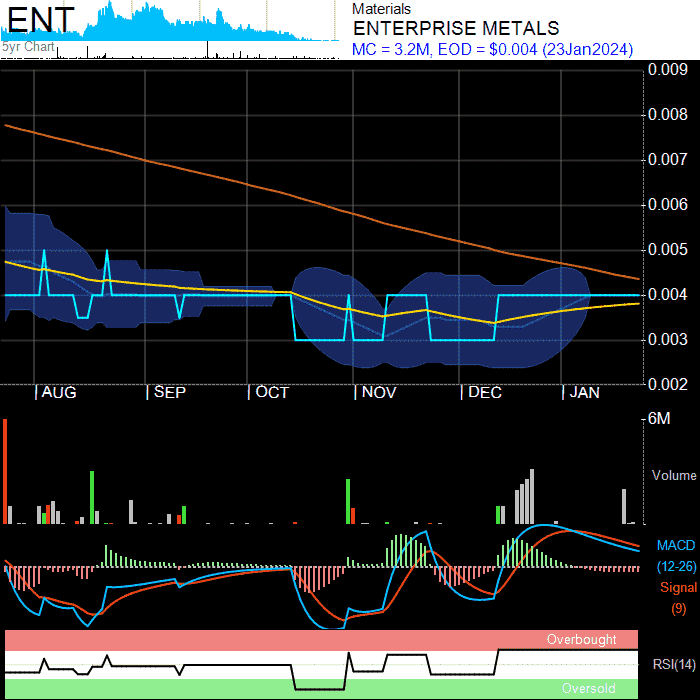 ENT
5yr Chart
Materials
ENTERPRISE METALS
MC = 3.2M, EOD = $0.004 (23Jan2024)
0.009
0.008
0.007
0.006
0.005
0.004
0.003
0.002
AUG SEP OCT NOV DEC JAN
6M
Volume
MACD
(12-26)
Signal
(9)
Overbought
RSI(14)
Oversold